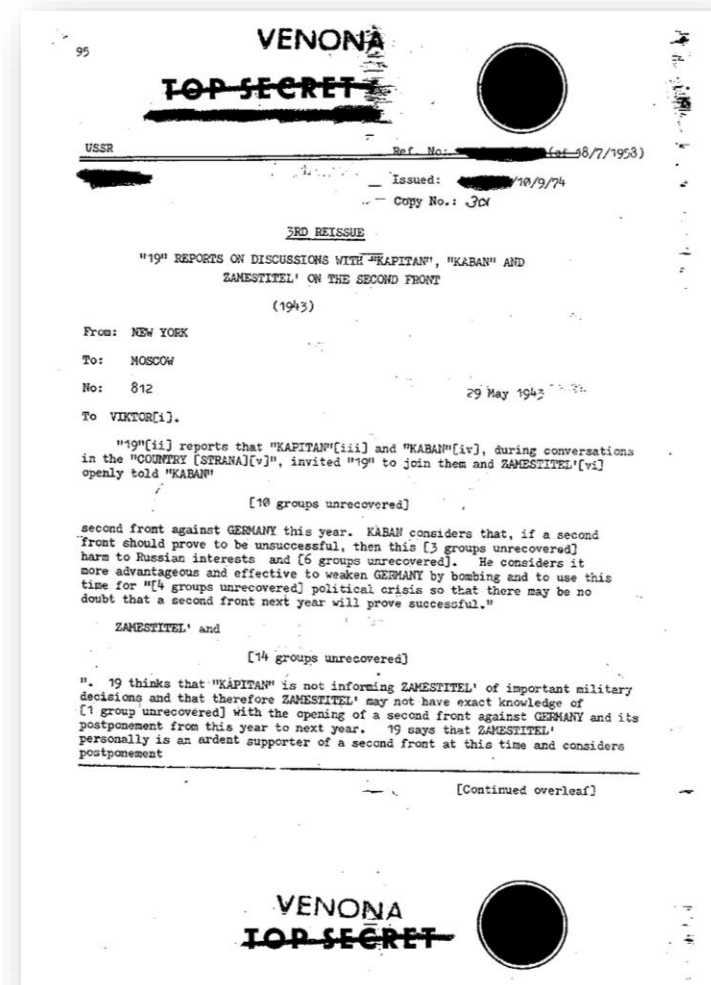 95
VENONA
TOP SECRET
USSR
Ref. No: (of 18/7/1953)
Issued: /10/9/74
Copy No.: 301
3RD REISSUE
"19" REPORTS ON DISCUSSIONS WITH "KAPITAN", "KABAN" AND
ZAMESTITEL' ON THE SECOND FRONT
(1943)
From: NEW YORK
To: MOSCOW
No: 812
29 May 1943
To VIKTOR[i].
"19"[ii] reports that "KAPITAN"[iii] and "KABAN"[iv], during conversations
in the "COUNTRY [STRANA][v]", invited "19" to join them and ZAMESTITEL'[vi]
openly told "KABAN"
[10 groups unrecovered]
second front against GERMANY this year. KABAN considers that, if a second
front should prove to be unsuccessful, then this [3 groups unrecovered]
harm to Russian interests and [6 groups unrecovered]. He considers it
more advantageous and effective to weaken GERMANY by bombing and to use this
time for "[4 groups unrecovered] political crisis so that there may be no
doubt that a second front next year will prove successful."
ZAMESTITEL' and
[14 groups unrecovered]
". 19 thinks that "KAPITAN" is not informing ZAMESTITEL' of important military
decisions and that therefore ZAMESTITEL' may not have exact knowledge of
[1 group unrecovered] with the opening of a second front against GERMANY and its
postponement from this year to next year. 19 says that ZAMESTITEL'
personally is an ardent supporter of a second front at this time and considers
postponement
[Continued overleaf]
VENONA
TOP SECRET